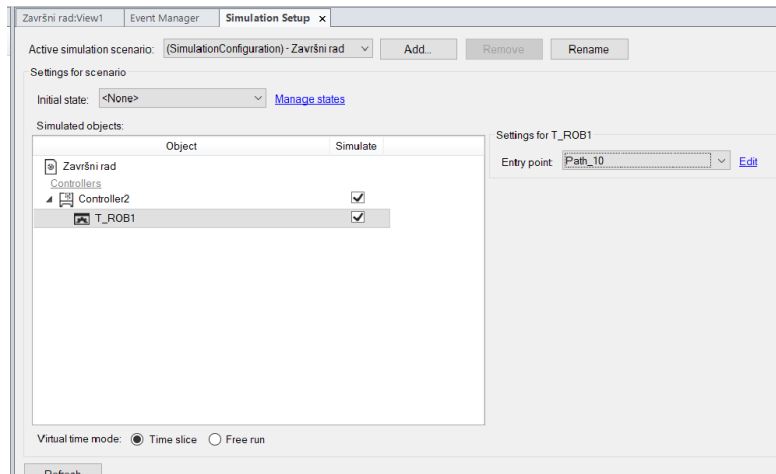 Završni rad:View1 Event Manager Simulation Setup x
Active simulation scenario: (SimulationConfiguration) - Završni rad Add... Remove Rename
Settings for scenario
Initial state: <None> Manage states
Simulated objects:
Object Simulate
Settings for T_ROB1
Završni rad
Entry point: Path_10 Edit
Controllers
Controller2
T_ROB1
Virtual time mode: Time slice Free run
Refresh